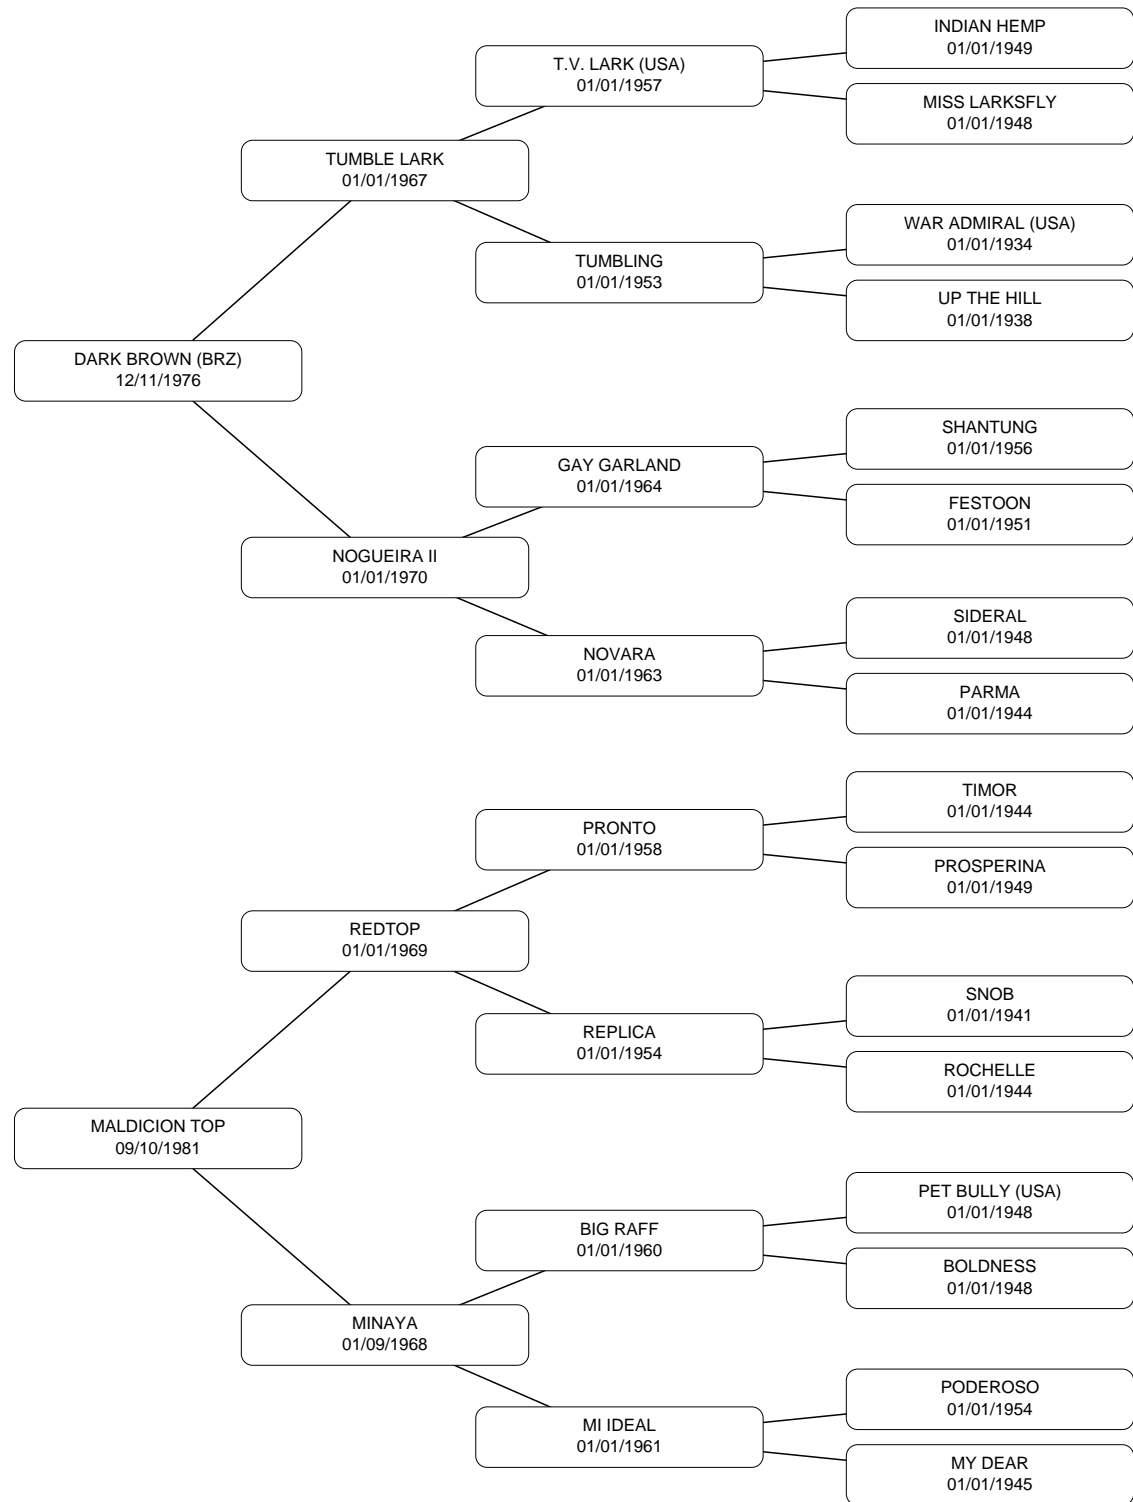 INDIAN HEMP
01/01/1949
T.V. LARK (USA)
01/01/1957
MISS LARKSFLY
01/01/1948
TUMBLE LARK
01/01/1967
WAR ADMIRAL (USA)
01/01/1934
TUMBLING
01/01/1953
UP THE HILL
01/01/1938
DARK BROWN (BRZ)
12/11/1976
SHANTUNG
01/01/1956
GAY GARLAND
01/01/1964
FESTOON
01/01/1951
NOGUEIRA II
01/01/1970
SIDERAL
01/01/1948
NOVARA
01/01/1963
PARMA
01/01/1944
TIMOR
01/01/1944
PRONTO
01/01/1958
PROSPERINA
01/01/1949
REDTOP
01/01/1969
SNOB
01/01/1941
REPLICA
01/01/1954
ROCHELLE
01/01/1944
MALDICION TOP
09/10/1981
PET BULLY (USA)
01/01/1948
BIG RAFF
01/01/1960
BOLDNESS
01/01/1948
MINAYA
01/09/1968
PODEROSO
01/01/1954
MI IDEAL
01/01/1961
MY DEAR
01/01/1945